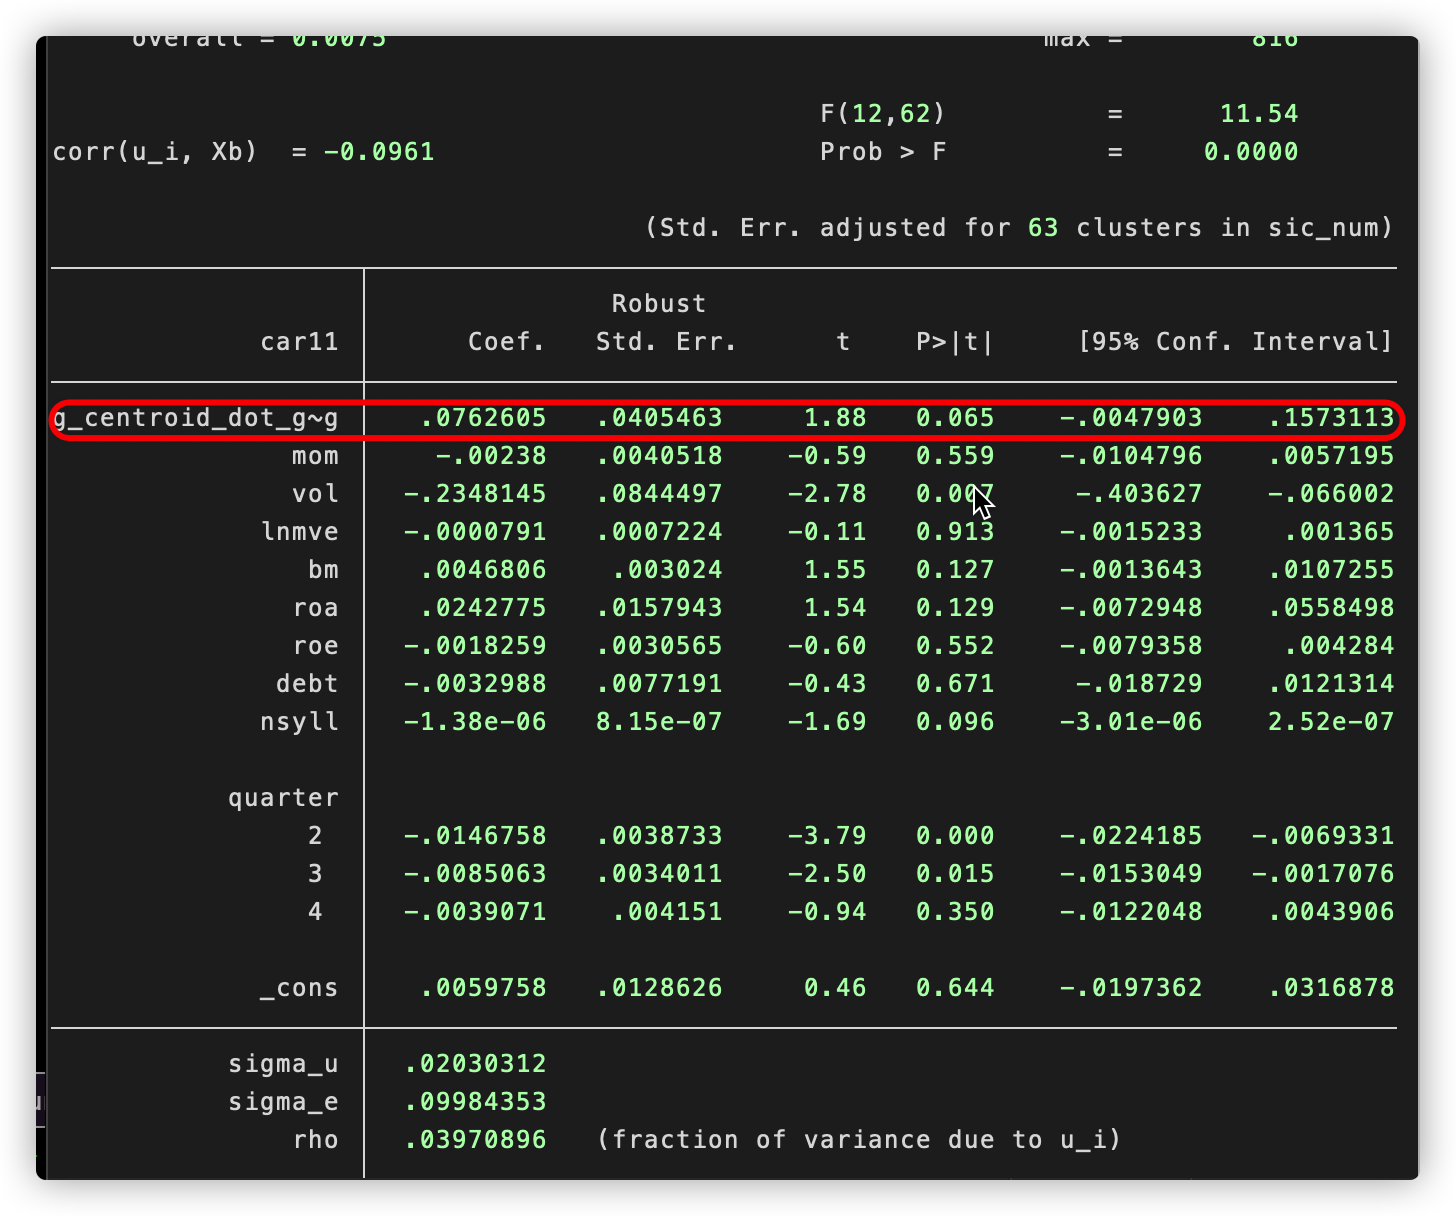 overall = 0.0075 max = 816
F(12,62) = 11.54
corr(u_i, Xb) = -0.0961 Prob > F = 0.0000
(Std. Err. adjusted for 63 clusters in sic_num)
Robust
car11 Coef. Std. Err. t P>|t| [95% Conf. Interval]
g_centroid_dot_g~g .0762605 .0405463 1.88 0.065 -.0047903 .1573113
mom -.00238 .0040518 -0.59 0.559 -.0104796 .0057195
vol -.2348145 .0844497 -2.78 0.007 -.403627 -.066002
lnmve -.0000791 .0007224 -0.11 0.913 -.0015233 .001365
bm .0046806 .003024 1.55 0.127 -.0013643 .0107255
roa .0242775 .0157943 1.54 0.129 -.0072948 .0558498
roe -.0018259 .0030565 -0.60 0.552 -.0079358 .004284
debt -.0032988 .0077191 -0.43 0.671 -.018729 .0121314
nsyll -1.38e-06 8.15e-07 -1.69 0.096 -3.01e-06 2.52e-07
quarter
2 -.0146758 .0038733 -3.79 0.000 -.0224185 -.0069331
3 -.0085063 .0034011 -2.50 0.015 -.0153049 -.0017076
4 -.0039071 .004151 -0.94 0.350 -.0122048 .0043906
_cons .0059758 .0128626 0.46 0.644 -.0197362 .0316878
sigma_u .02030312
sigma_e .09984353
rho .03970896 (fraction of variance due to u_i)